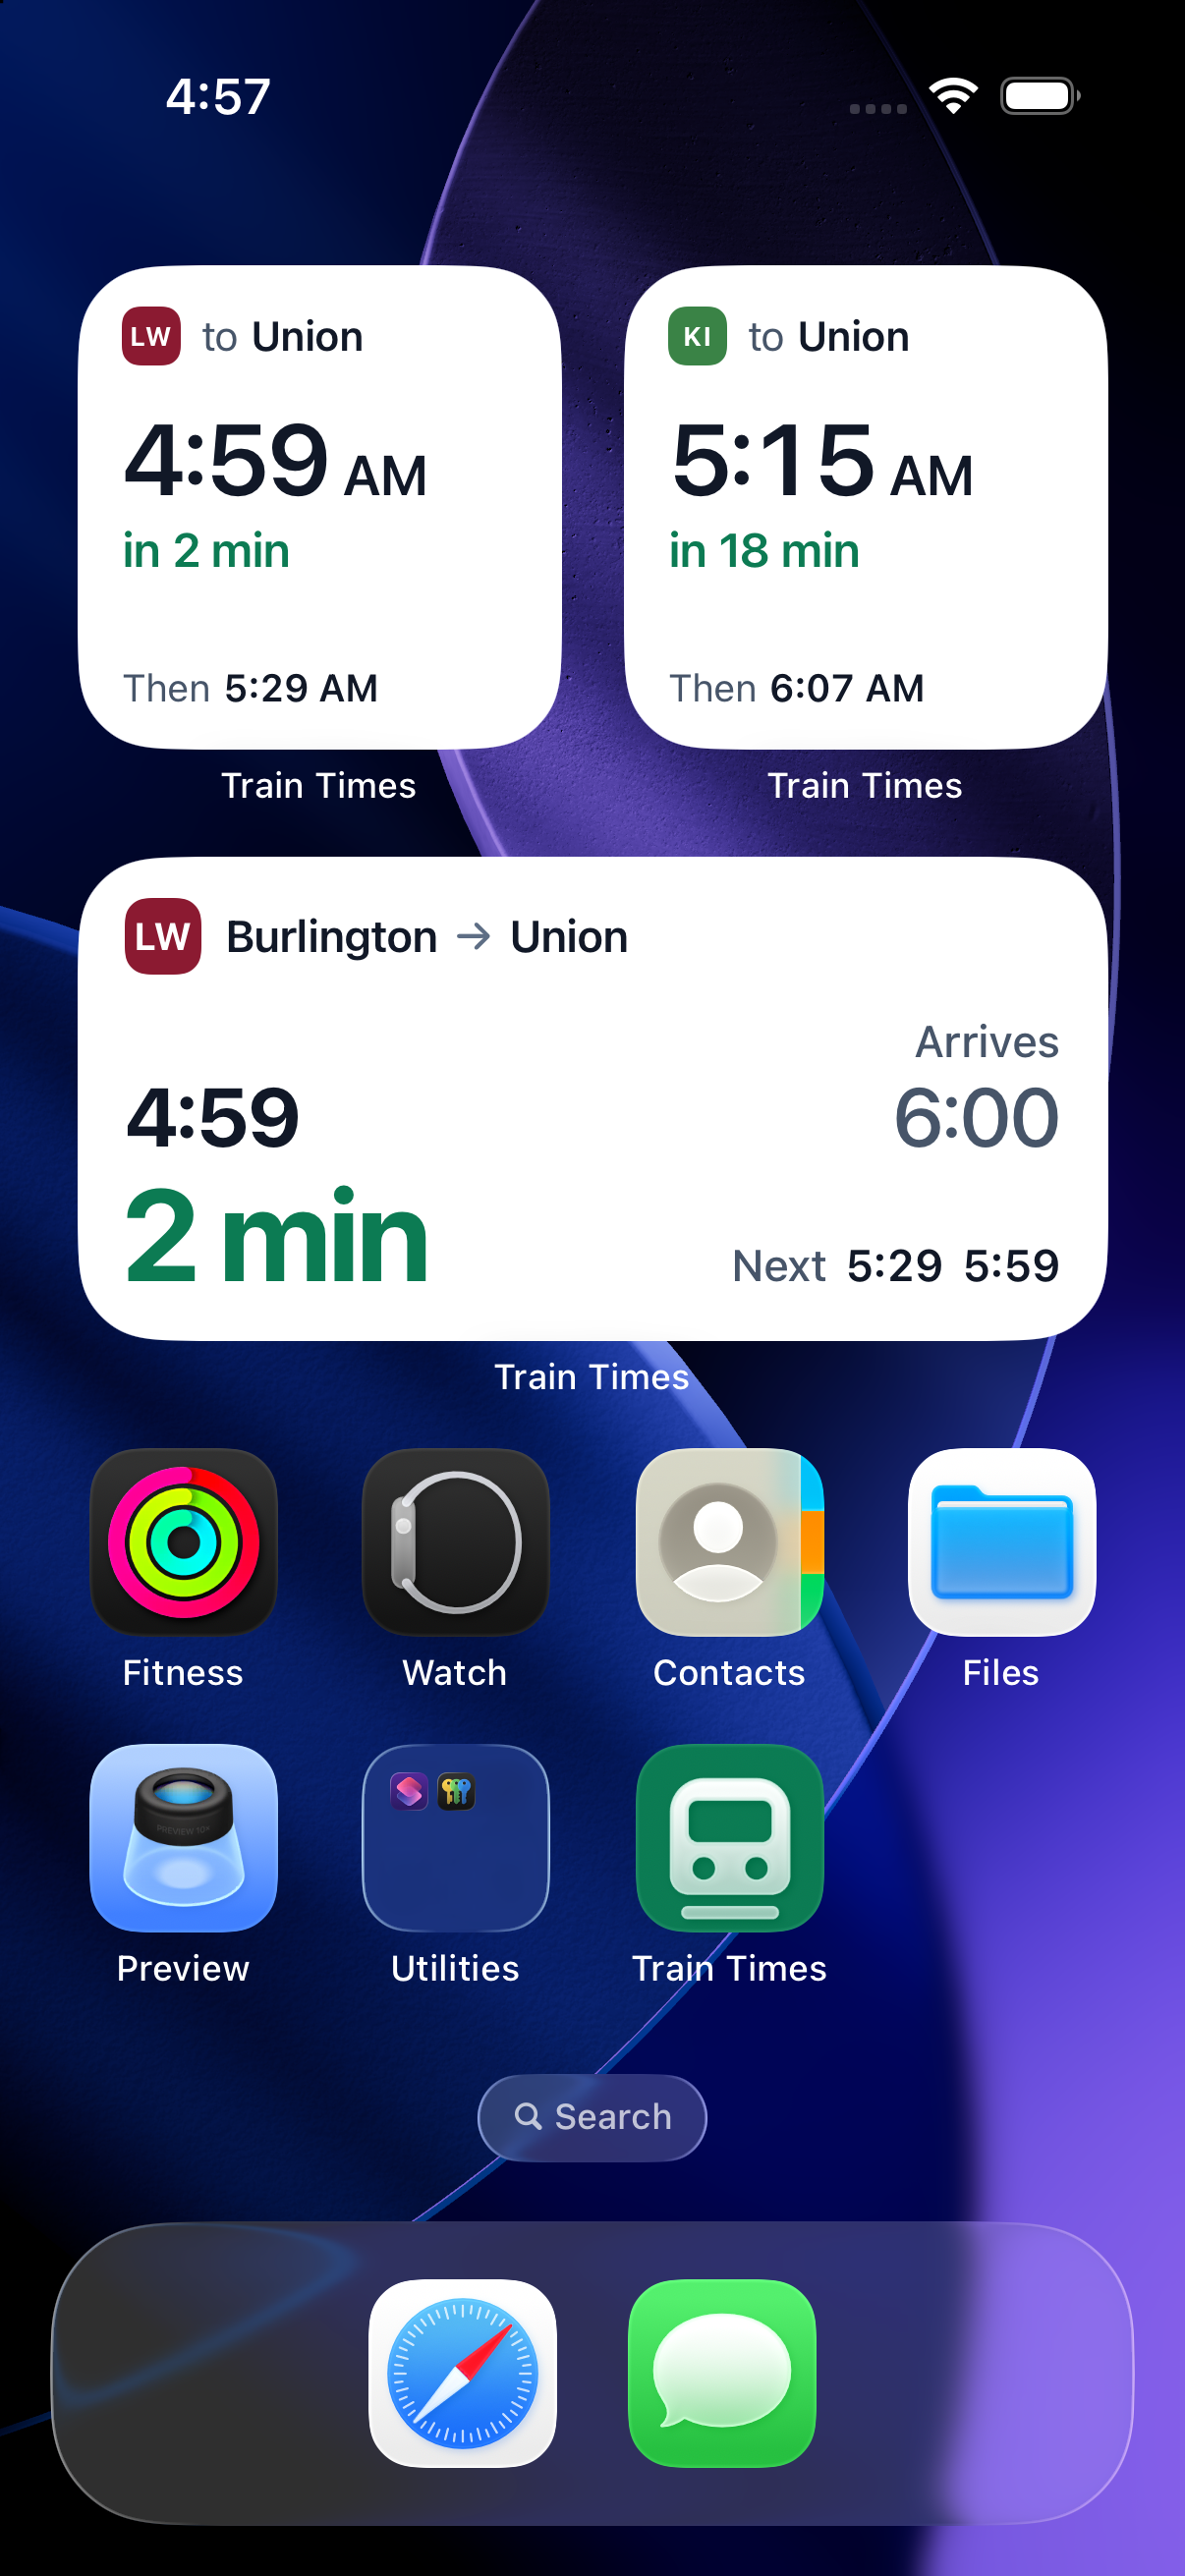 4:57
LW to Union
4:59 AM
in 2 min
Then 5:29 AM
Train Times
KI to Union
5:15 AM
in 18 min
Then 6:07 AM
Train Times
LW Burlington → Union
Arrives
4:59 6:00
2 min Next 5:29 5:59
Train Times
Fitness Watch Contacts Files
PREVIEW 10×
Preview Utilities Train Times
Search